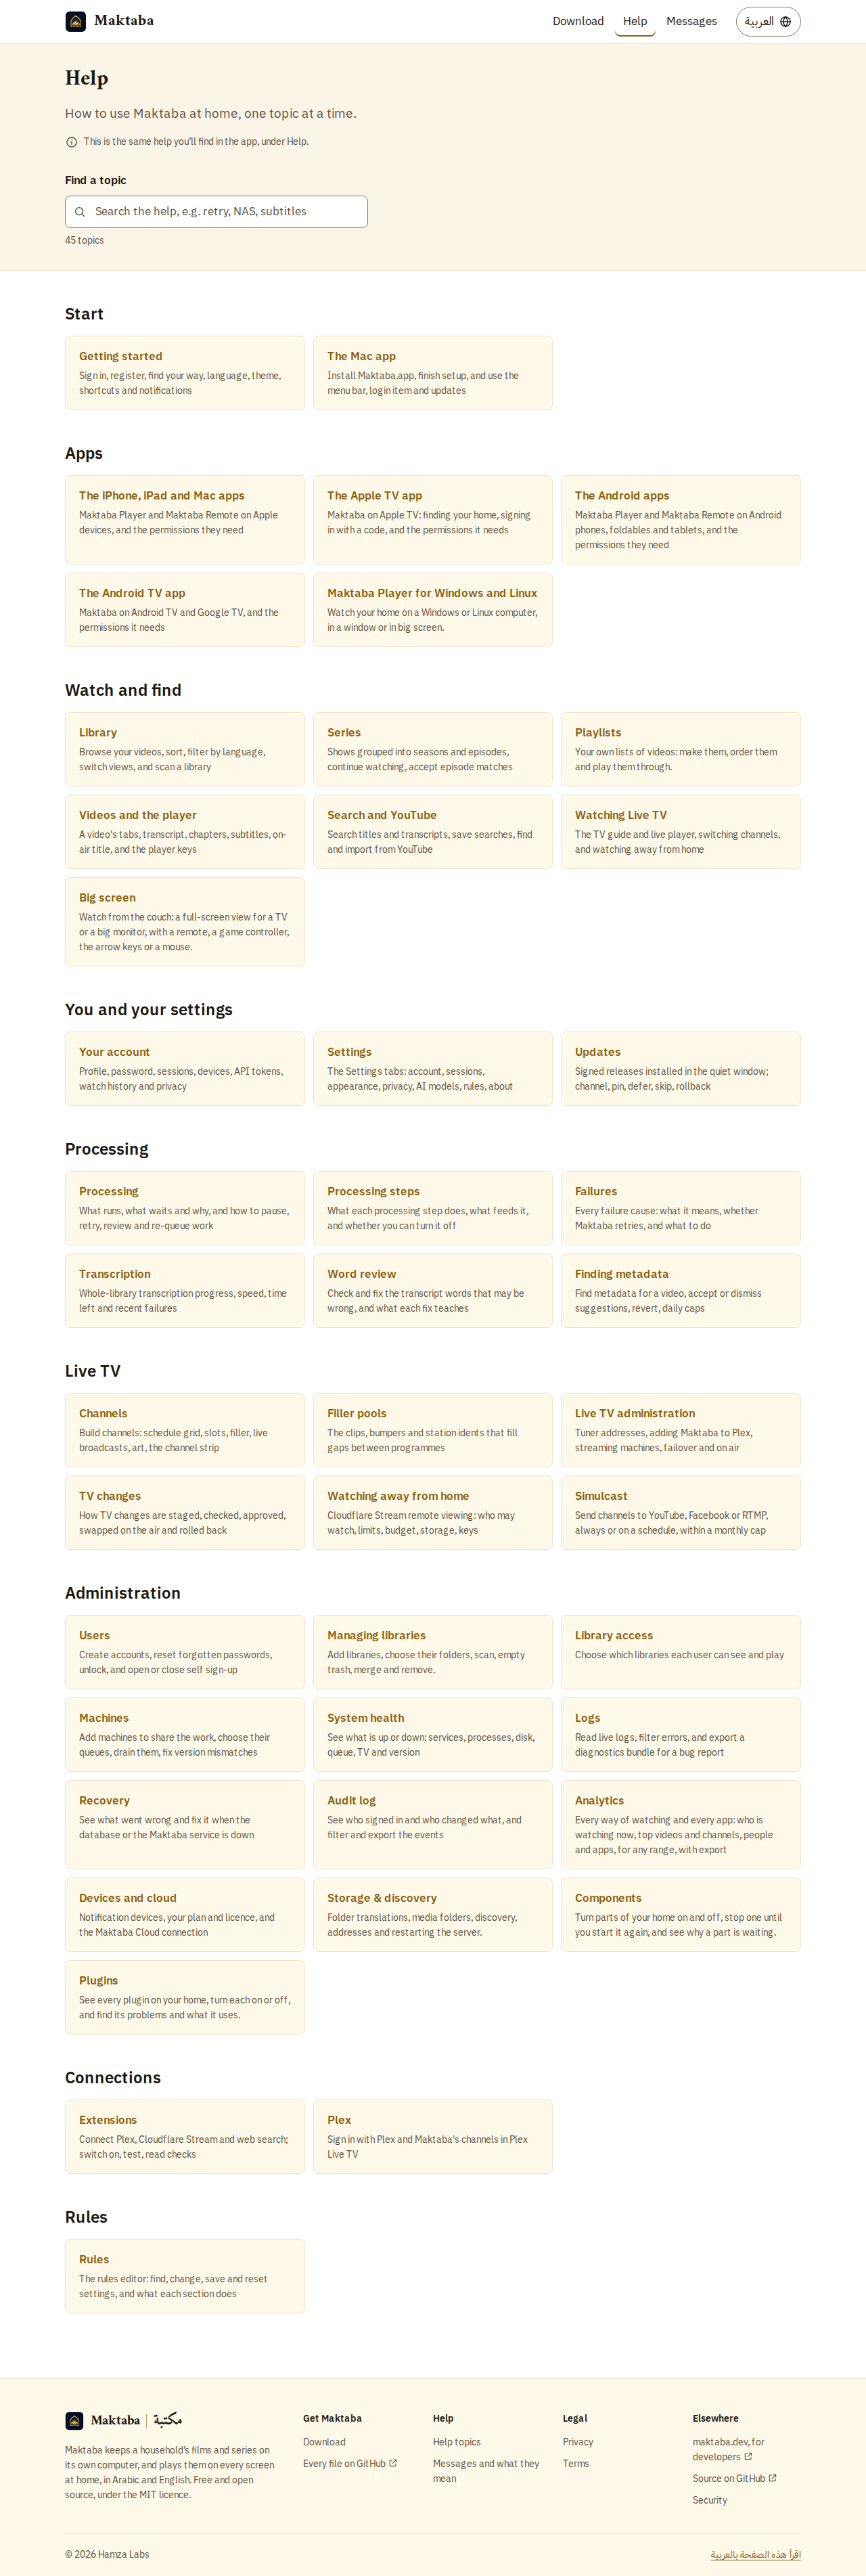 Maktaba
Download
Help
Messages
العربية
Help
How to use Maktaba at home, one topic at a time.
This is the same help you'll find in the app, under Help.
Find a topic
Search the help, e.g. retry, NAS, subtitles
45 topics
Start
Getting started
Sign in, register, find your way, language, theme,
shortcuts and notifications
The Mac app
Install Maktaba.app, finish setup, and use the
menu bar, login item and updates
Apps
The iPhone, iPad and Mac apps
Maktaba Player and Maktaba Remote on Apple
devices, and the permissions they need
The Apple TV app
Maktaba on Apple TV: finding your home, signing
in with a code, and the permissions it needs
The Android apps
Maktaba Player and Maktaba Remote on Android
phones, foldables and tablets, and the
permissions they need
The Android TV app
Maktaba on Android TV and Google TV, and the
permissions it needs
Maktaba Player for Windows and Linux
Watch your home on a Windows or Linux computer,
in a window or in big screen.
Watch and find
Library
Browse your videos, sort, filter by language,
switch views, and scan a library
Series
Shows grouped into seasons and episodes,
continue watching, accept episode matches
Playlists
Your own lists of videos: make them, order them
and play them through.
Videos and the player
A video's tabs, transcript, chapters, subtitles, on-
air title, and the player keys
Search and YouTube
Search titles and transcripts, save searches, find
and import from YouTube
Watching Live TV
The TV guide and live player, switching channels,
and watching away from home
Big screen
Watch from the couch: a full-screen view for a TV
or a big monitor, with a remote, a game controller,
the arrow keys or a mouse.
You and your settings
Your account
Profile, password, sessions, devices, API tokens,
watch history and privacy
Settings
The Settings tabs: account, sessions,
appearance, privacy, AI models, rules, about
Updates
Signed releases installed in the quiet window;
channel, pin, defer, skip, rollback
Processing
Processing
What runs, what waits and why, and how to pause,
retry, review and re-queue work
Processing steps
What each processing step does, what feeds it,
and whether you can turn it off
Failures
Every failure cause: what it means, whether
Maktaba retries, and what to do
Transcription
Whole-library transcription progress, speed, time
left and recent failures
Word review
Check and fix the transcript words that may be
wrong, and what each fix teaches
Finding metadata
Find metadata for a video, accept or dismiss
suggestions, revert, daily caps
Live TV
Channels
Build channels: schedule grid, slots, filler, live
broadcasts, art, the channel strip
Filler pools
The clips, bumpers and station idents that fill
gaps between programmes
Live TV administration
Tuner addresses, adding Maktaba to Plex,
streaming machines, failover and on air
TV changes
How TV changes are staged, checked, approved,
swapped on the air and rolled back
Watching away from home
Cloudflare Stream remote viewing: who may
watch, limits, budget, storage, keys
Simulcast
Send channels to YouTube, Facebook or RTMP,
always or on a schedule, within a monthly cap
Administration
Users
Create accounts, reset forgotten passwords,
unlock, and open or close self sign-up
Managing libraries
Add libraries, choose their folders, scan, empty
trash, merge and remove.
Library access
Choose which libraries each user can see and play
Machines
Add machines to share the work, choose their
queues, drain them, fix version mismatches
System health
See what is up or down: services, processes, disk,
queue, TV and version
Logs
Read live logs, filter errors, and export a
diagnostics bundle for a bug report
Recovery
See what went wrong and fix it when the
database or the Maktaba service is down
Audit log
See who signed in and who changed what, and
filter and export the events
Analytics
Every way of watching and every app: who is
watching now, top videos and channels, people
and apps, for any range, with export
Devices and cloud
Notification devices, your plan and licence, and
the Maktaba Cloud connection
Storage & discovery
Folder translations, media folders, discovery,
addresses and restarting the server.
Components
Turn parts of your home on and off, stop one until
you start it again, and see why a part is waiting.
Plugins
See every plugin on your home, turn each on or off,
and find its problems and what it uses.
Connections
Extensions
Connect Plex, Cloudflare Stream and web search;
switch on, test, read checks
Plex
Sign in with Plex and Maktaba's channels in Plex
Live TV
Rules
Rules
The rules editor: find, change, save and reset
settings, and what each section does
Maktaba | مكتبة
Maktaba keeps a household's films and series on
its own computer, and plays them on every screen
at home, in Arabic and English. Free and open
source, under the MIT licence.
Get Maktaba
Download
Every file on GitHub
Help
Help topics
Messages and what they
mean
Legal
Privacy
Terms
Elsewhere
maktaba.dev, for
developers
Source on GitHub
Security
© 2026 Hamza Labs
اقرأ هذه الصفحة بالعربية